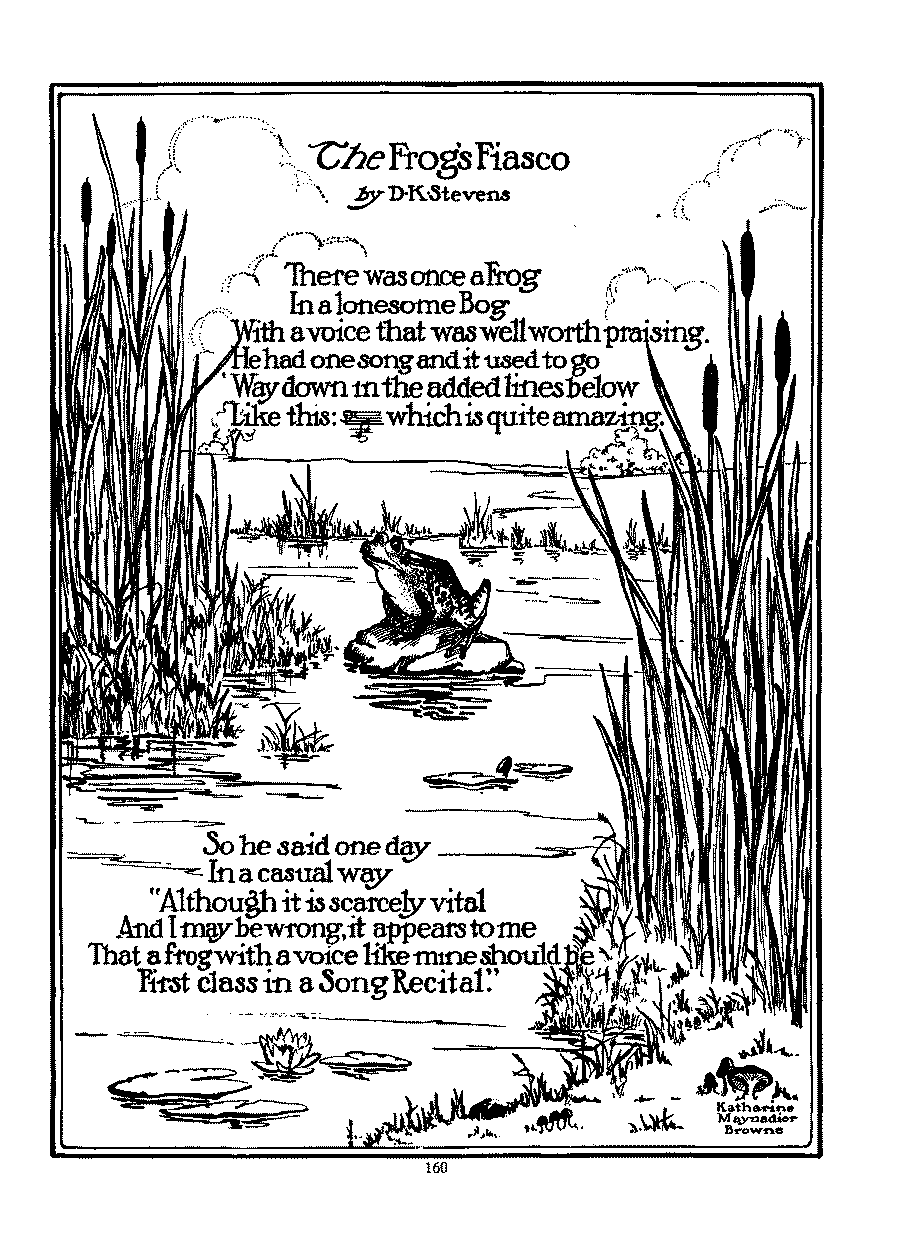 The Frog's Fiasco
by D.K.Stevens
There was once a Frog
In a lonesome Bog
With a voice that was well worth praising.
He had one song and it used to go
Way down in the added lines below
Like this: which is quite amazing.
So he said one day
In a casual way
"Although it is scarcely vital
And I may be wrong, it appears to me
That a frog with a voice like mine should be
First class in a Song Recital."
Katharine
Maynadier
Browne
160